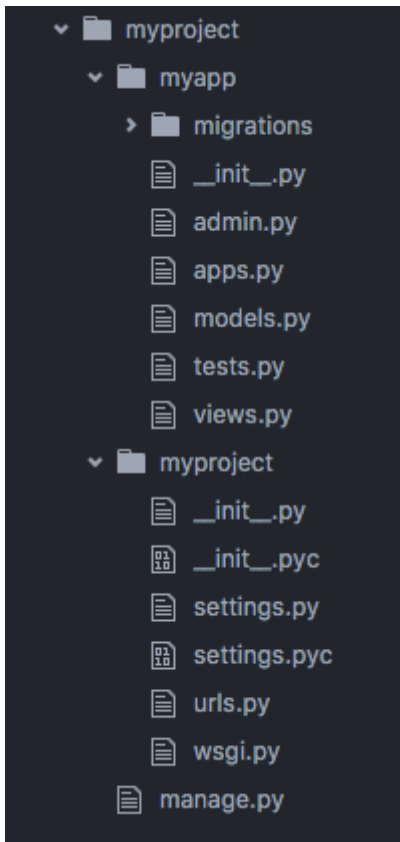 myproject
myapp
migrations
__init__.py
admin.py
apps.py
models.py
tests.py
views.py
myproject
__init__.py
__init__.pyc
settings.py
settings.pyc
urls.py
wsgi.py
manage.py